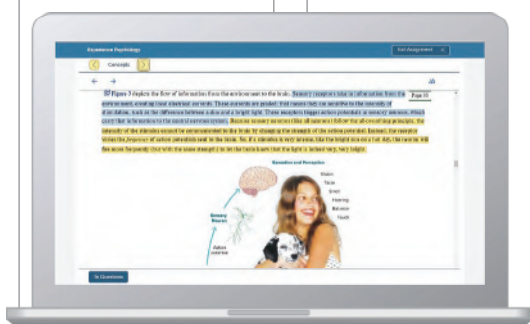 Experience Psychology
Exit Assignment X
Concepts
Figure 3 depicts the flow of information from the environment to the brain. Sensory receptors take in information from the
Page 93
environment, creating local electrical currents. These currents are graded; that means they are sensitive to the intensity of
stimulation, such as the difference between a dim and a bright light. These receptors trigger action potentials in sensory neurons, which
carry that information to the central nervous system. Because sensory neurons (like all neurons) follow the all-or-nothing principle, the
intensity of the stimulus cannot be communicated to the brain by changing the strength of the action potential. Instead, the receptor
varies the frequency of action potentials sent to the brain. So, if a stimulus is very intense, like the bright sun on a hot day, the neuron will
fire more frequently (but with the same strength) to let the brain know that the light is indeed very, very bright.
Sensation and Perception
Vision
Taste
Smell
Hearing
Balance
Touch
Sensory
Neuron
Action
potential